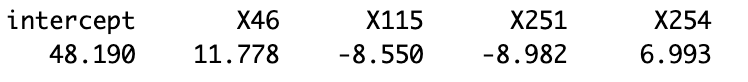 intercept X46 X115 X251 X254
48.190 11.778 -8.550 -8.982 6.993